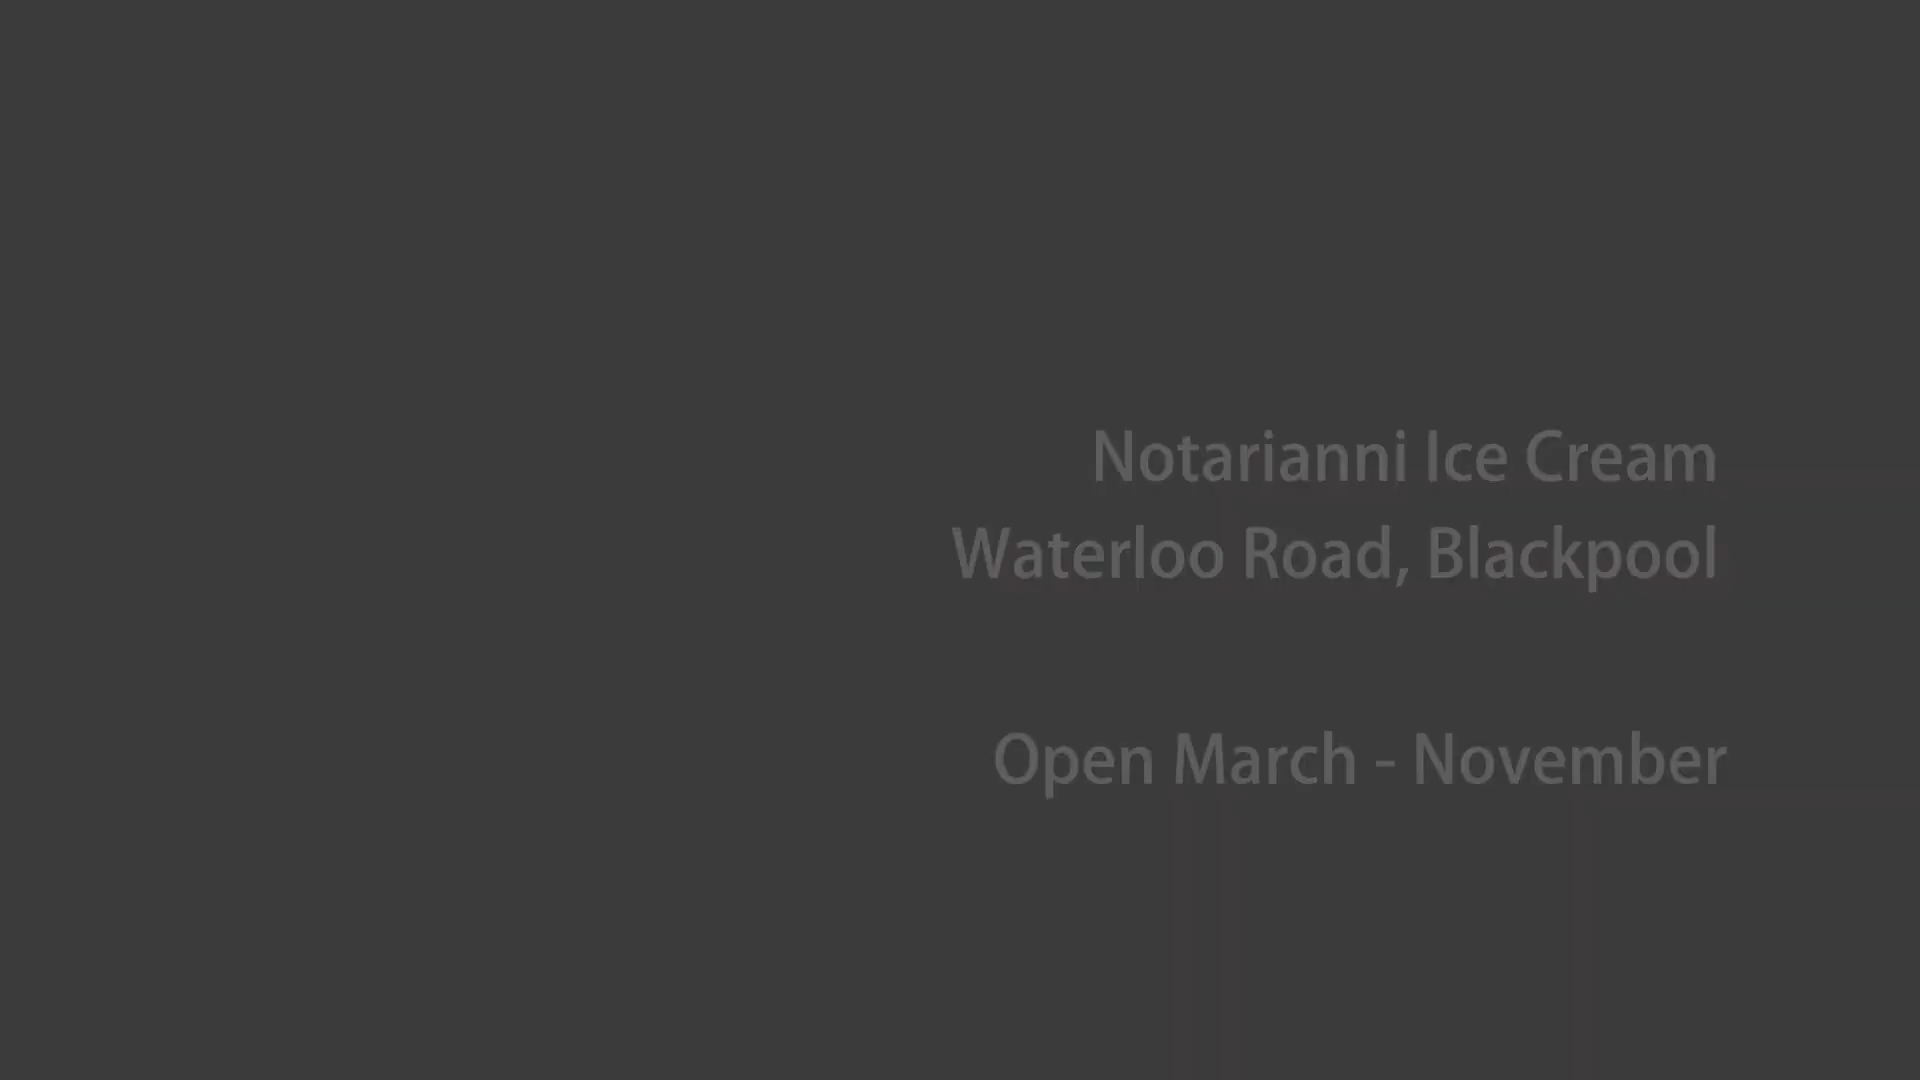 Notarianni Ice Cream
Waterloo Road, Blackpool
Open March - November